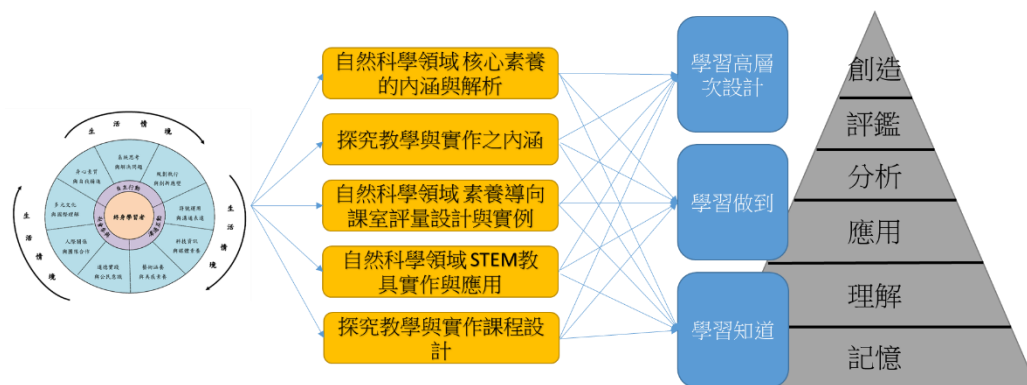 生活情境
系統思考
與解決問題
規劃執行
與創新應變
符號運用
與溝通表達
科技資訊
與媒體素養
藝術涵養
與美感素養
道德實踐
與公民意識
人際關係
與團隊合作
多元文化
與國際理解
身心素質
與自我精進
自主行動
溝通互動
社會參與
終身學習者
生活情境
生活情境
自然科學領域 核心素養
的內涵與解析
探究教學與實作之內涵
自然科學領域 素養導向
課室評量設計與實例
自然科學領域 STEM教
具實作與應用
探究教學與實作課程設
計
學習高層
次設計
學習做到
學習知道
創造
評鑑
分析
應用
理解
記憶